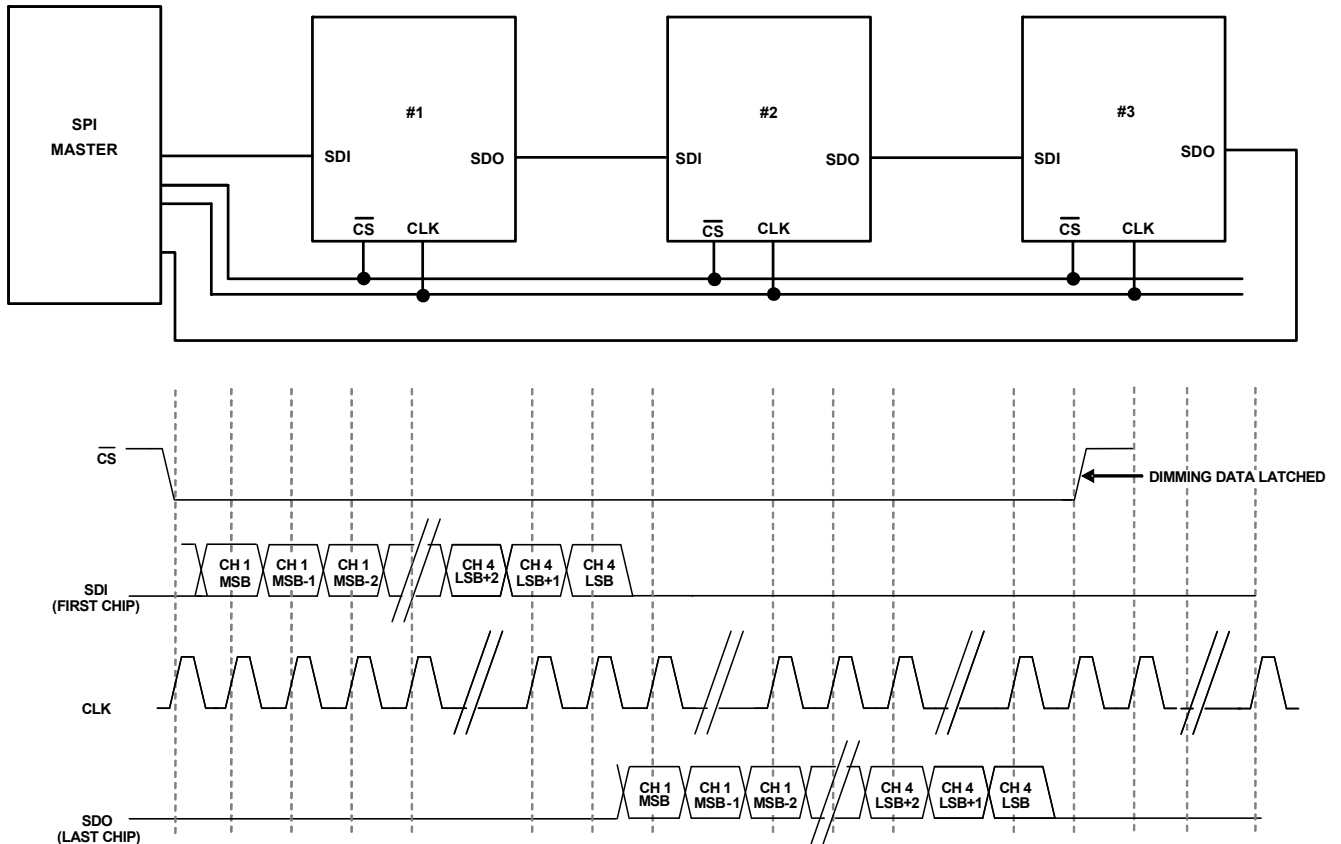 SPI
MASTER
#1
SDI
SDO
CS
CLK
#2
SDI
SDO
CS
CLK
#3
SDI
SDO
CS
CLK
CS
DIMMING DATA LATCHED
SDI
(FIRST CHIP)
CH 1
MSB
CH 1
MSB-1
CH 1
MSB-2
CH 4
LSB+2
CH 4
LSB+1
CH 4
LSB
CLK
SDO
(LAST CHIP)
CH 1
MSB
CH 1
MSB-1
CH 1
MSB-2
CH 4
LSB+2
CH 4
LSB+1
CH 4
LSB